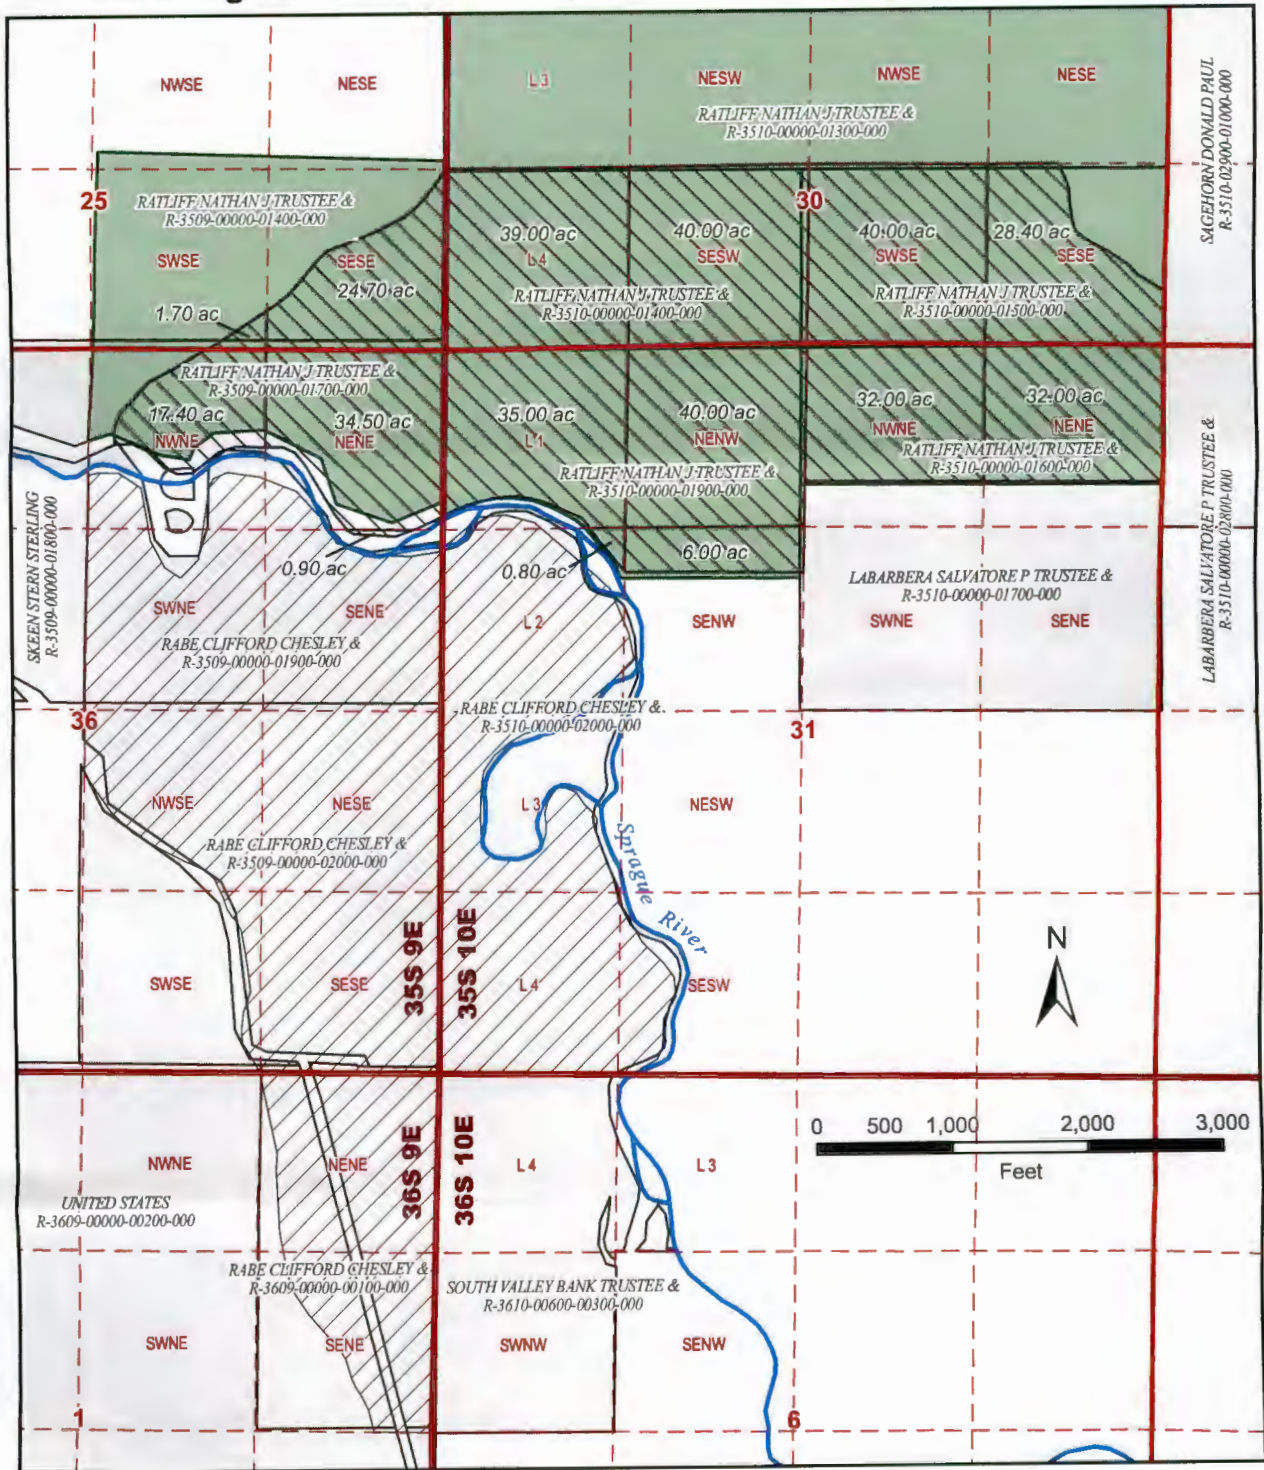 NWSE
NESE
L 3
NESW
NWSE
NESE
RATLIFF NATHAN J TRUSTEE &
R-3510-00000-01300-000
SAGEHORN DONALD PAUL
R-3510-02900-01000-000
25
30
RATLIFF NATHAN J TRUSTEE &
R-3509-00000-01400-000
39.00 ac
40.00 ac
40.00 ac
28.40 ac
SWSE
SESE
L 4
SESW
SWSE
SESE
24.70 ac
RATLIFF NATHAN J TRUSTEE &
R-3510-00000-01400-000
RATLIFF NATHAN J TRUSTEE &
R-3510-00000-01500-000
1.70 ac
RATLIFF NATHAN J TRUSTEE &
R-3509-00000-01700-000
17.40 ac
34.50 ac
35.00 ac
40.00 ac
32.00 ac
32.00 ac
NWNE
NENE
L 1
NENW
NWNE
NENE
RATLIFF NATHAN J TRUSTEE &
R-3510-00000-01600-000
RATLIFF NATHAN J TRUSTEE &
R-3510-00000-01900-000
SKEEN STERN STERLING
R-3509-00000-01800-000
LABARBERA SALVATORE P TRUSTEE &
R-3510-00000-02800-000
0.90 ac
0.80 ac
6.00 ac
LABARBERA SALVATORE P TRUSTEE &
R-3510-00000-01700-000
SWNE
SENE
L 2
SENW
SWNE
SENE
RABE CLIFFORD CHESLEY &
R-3509-00000-01900-000
RABE CLIFFORD CHESLEY &
R-3510-00000-02000-000
36
31
NWSE
NESE
L 3
NESW
RABE CLIFFORD CHESLEY &
R-3509-00000-02000-000
Sprague River
35S 9E
35S 10E
N
SWSE
SESE
L 4
SESW
0 500 1,000 2,000 3,000
Feet
36S 9E
36S 10E
NWNE
NENE
L 4
L 3
UNITED STATES
R-3609-00000-00200-000
RABE CLIFFORD CHESLEY &
R-3609-00000-00100-000
SOUTH VALLEY BANK TRUSTEE &
R-3610-00600-00300-000
SWNE
SENE
SWNW
SENW
1
6